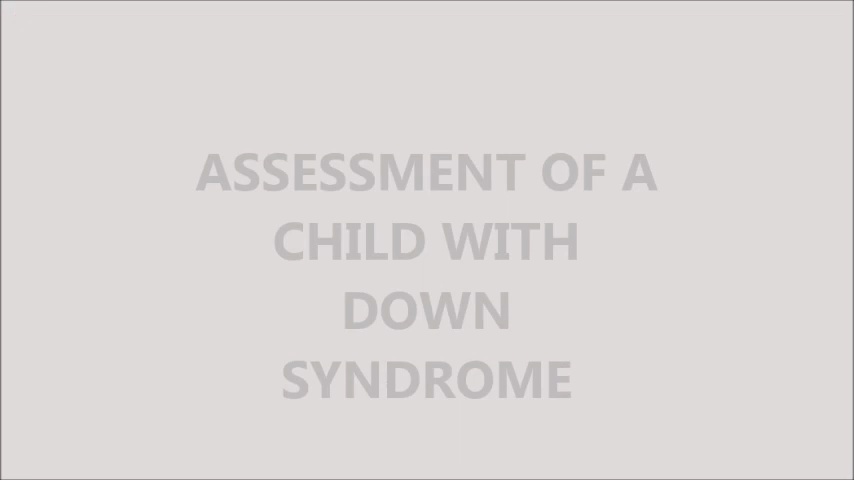 ASSESSMENT OF A
CHILD WITH
DOWN
SYNDROME